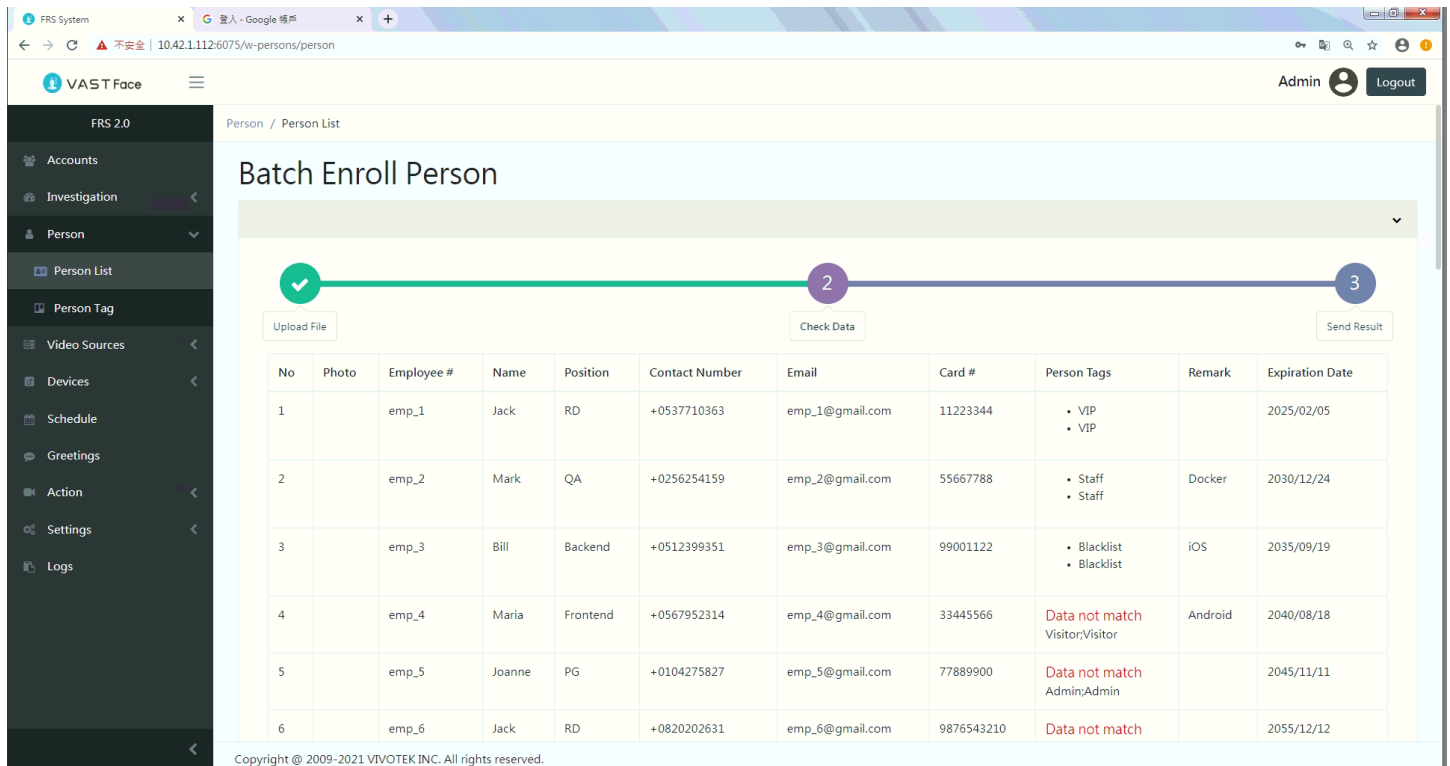 FRS System
登入 - Google 帳戶
不安全 10.42.1.112:6075/w-persons/person
VAST Face
Admin Logout
FRS 2.0
Person / Person List
Accounts
Investigation
Person
Person List
Person Tag
Video Sources
Devices
Schedule
Greetings
Action
Settings
Logs
Batch Enroll Person
2 3
Upload File Check Data Send Result
No Photo Employee # Name Position Contact Number Email Card # Person Tags Remark Expiration Date
1 emp_1 Jack RD +0537710363 emp_1@gmail.com 11223344 • VIP 2025/02/05
• VIP
2 emp_2 Mark QA +0256254159 emp_2@gmail.com 55667788 • Staff Docker 2030/12/24
• Staff
3 emp_3 Bill Backend +0512399351 emp_3@gmail.com 99001122 • Blacklist iOS 2035/09/19
• Blacklist
4 emp_4 Maria Frontend +0567952314 emp_4@gmail.com 33445566 Data not match Android 2040/08/18
Visitor;Visitor
5 emp_5 Joanne PG +0104275827 emp_5@gmail.com 77889900 Data not match 2045/11/11
Admin;Admin
6 emp_6 Jack RD +0820202631 emp_6@gmail.com 9876543210 Data not match 2055/12/12
Copyright @ 2009-2021 VIVOTEK INC. All rights reserved.